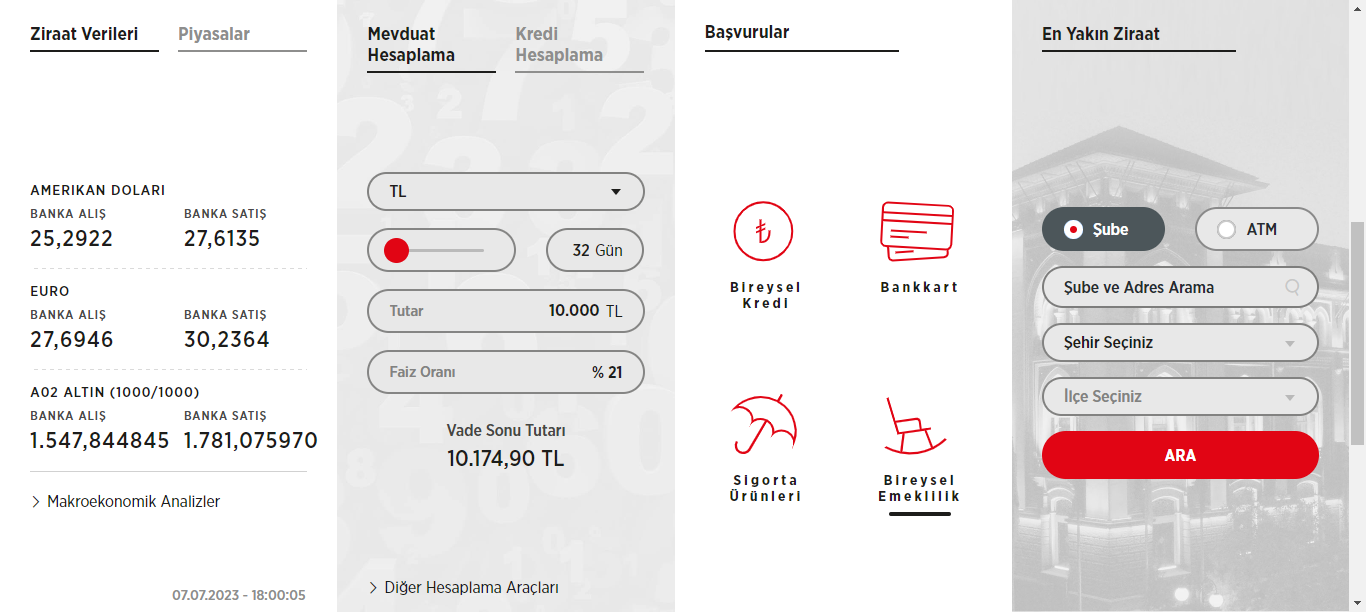 Ziraat Verileri
Piyasalar
AMERIKAN DOLARI
BANKA ALIŞ
BANKA SATIŞ
25,2922
27,6135
EURO
BANKA ALIŞ
BANKA SATIŞ
27,6946
30,2364
A02 ALTIN (1000/1000)
BANKA ALIŞ
BANKA SATIŞ
1.547,844845
1.781,075970
Makroekonomik Analizler
07.07.2023 - 18:00:05
Mevduat
Hesaplama
Kredi
Hesaplama
TL
32 Gün
Tutar
10.000 TL
Faiz Oranı
% 21
Vade Sonu Tutarı
10.174,90 TL
Diğer Hesaplama Araçları
Başvurular
Bireysel
Kredi
Bankkart
Sigorta
Ürünleri
Bireysel
Emeklilik
En Yakın Ziraat
Şube
ATM
Şube ve Adres Arama
Şehir Seçiniz
İlçe Seçiniz
ARA